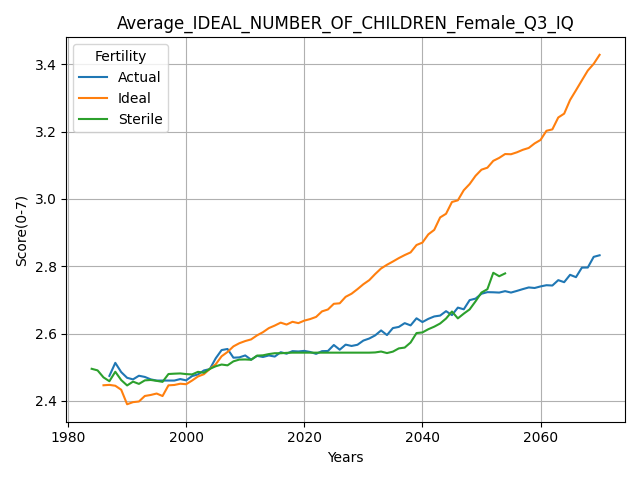 Average_IDEAL_NUMBER_OF_CHILDREN_Female_Q3_IQ
Fertility
Actual
Ideal
Sterile
Score(0-7)
3.4
3.2
3.0
2.8
2.6
2.4
1980
2000
2020
2040
2060
Years